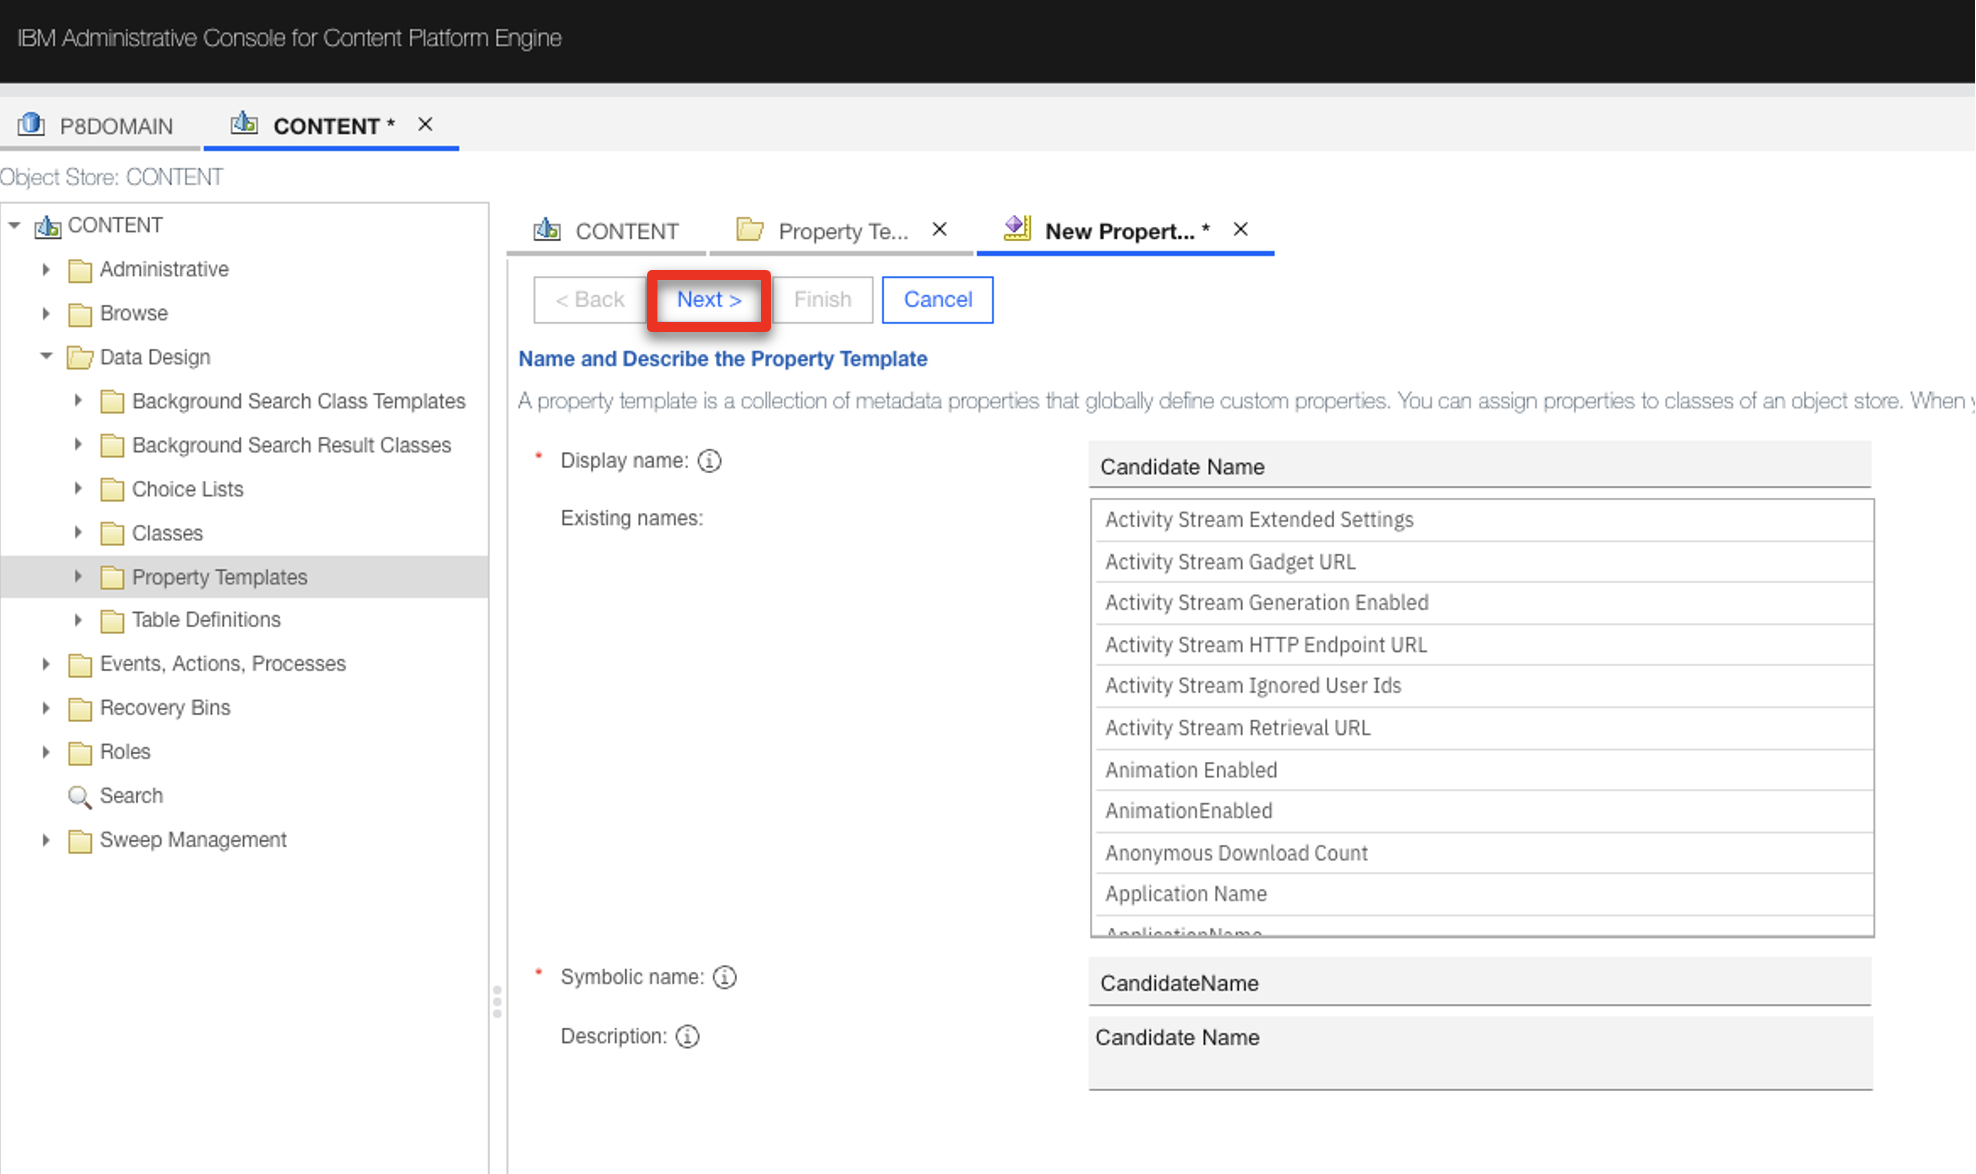 IBM Administrative Console for Content Platform Engine
P8DOMAIN
CONTENT *
Object Store: CONTENT
CONTENT
Administrative
Browse
Data Design
Background Search Class Templates
Background Search Result Classes
Choice Lists
Classes
Property Templates
Table Definitions
Events, Actions, Processes
Recovery Bins
Roles
Search
Sweep Management
CONTENT
Property Te...
New Propert... *
< Back
Next >
Finish
Cancel
Name and Describe the Property Template
A property template is a collection of metadata properties that globally define custom properties. You can assign properties to classes of an object store. When
* Display name:
Candidate Name
Existing names:
Activity Stream Extended Settings
Activity Stream Gadget URL
Activity Stream Generation Enabled
Activity Stream HTTP Endpoint URL
Activity Stream Ignored User Ids
Activity Stream Retrieval URL
Animation Enabled
AnimationEnabled
Anonymous Download Count
Application Name
ApplicationName
* Symbolic name:
CandidateName
Description:
Candidate Name